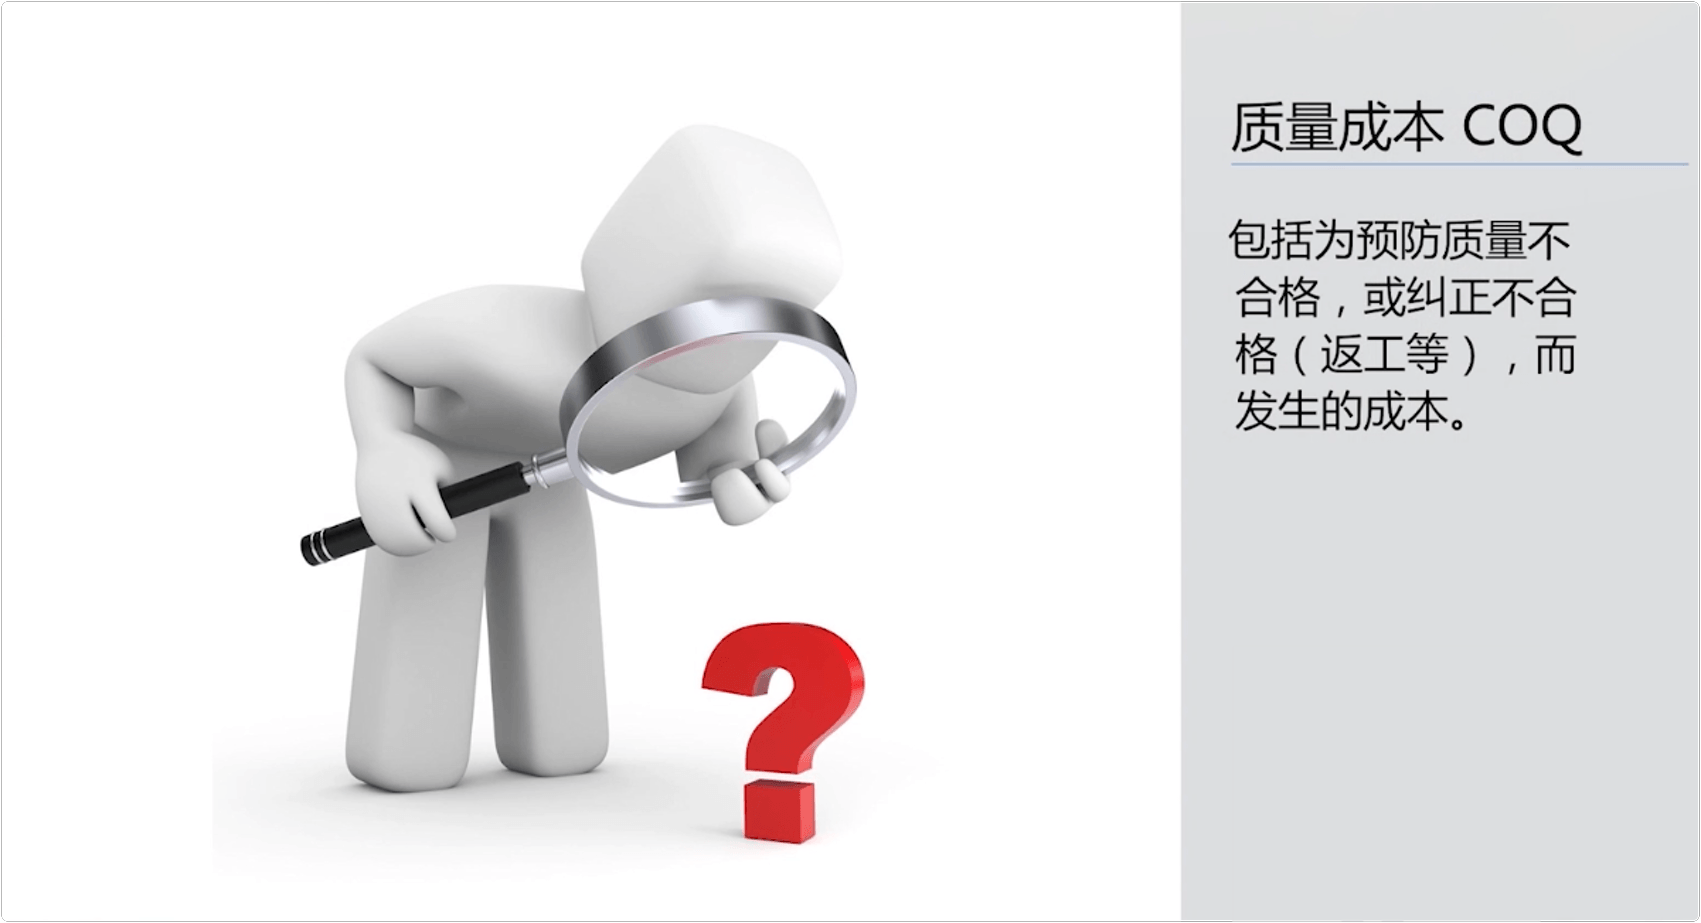 质量成本 COQ
包括为预防质量不
合格，或纠正不合
格（返工等），而
发生的成本。